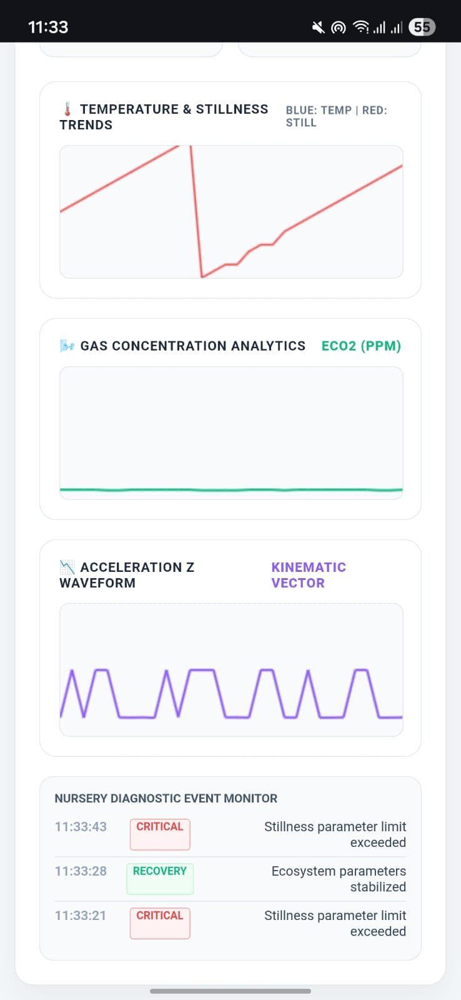 11:33
55
TEMPERATURE & STILLNESS
TRENDS
BLUE: TEMP | RED:
STILL
GAS CONCENTRATION ANALYTICS
ECO2 (PPM)
ACCELERATION Z
WAVEFORM
KINEMATIC
VECTOR
NURSERY DIAGNOSTIC EVENT MONITOR
11:33:43
CRITICAL
Stillness parameter limit
exceeded
11:33:28
RECOVERY
Ecosystem parameters
stabilized
11:33:21
CRITICAL
Stillness parameter limit
exceeded